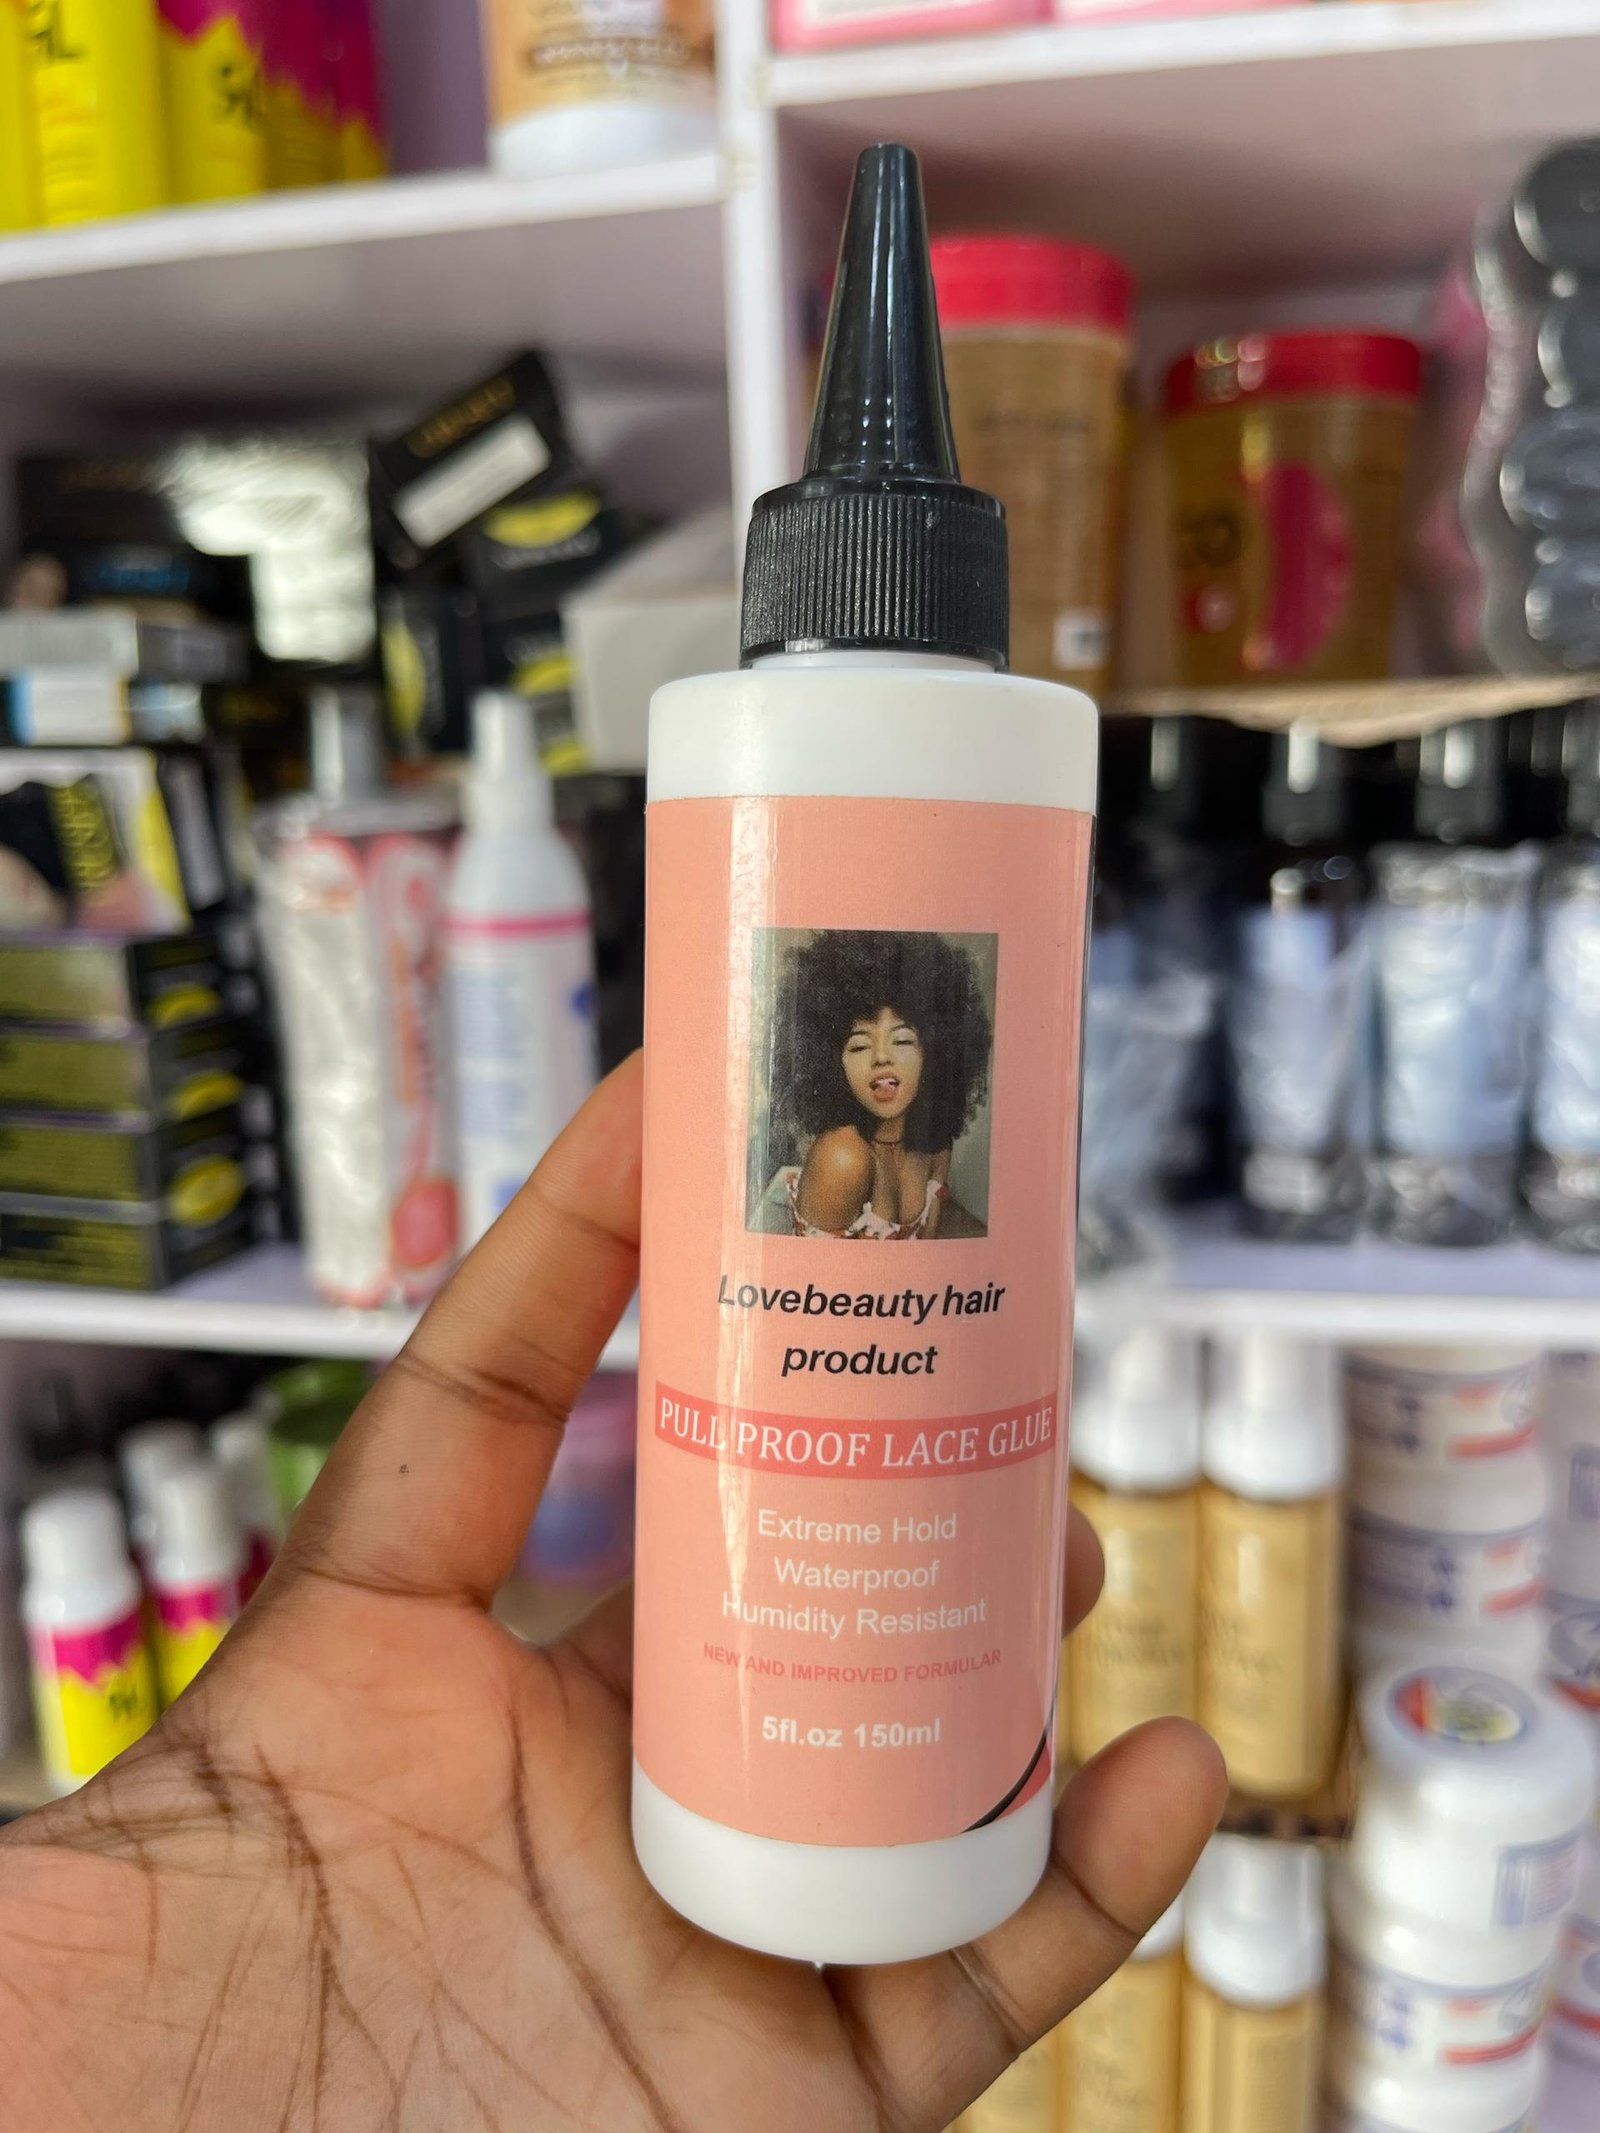 Lovebeauty hair
product
PULL PROOF LACE GLUE
Extreme Hold
Waterproof
Humidity Resistant
NEW AND IMPROVED FORMULAR
5fl.oz 150ml